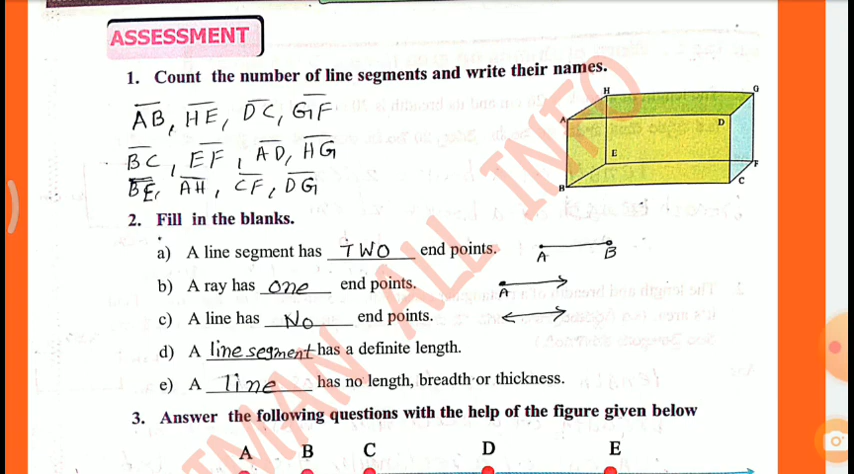 ASSESSMENT
1. Count the number of line segments and write their names.
AB, HE, DC, GF
BC, EF, AD, HG
BE, AH, CF, DG
H
G
A
D
E
F
B
C
2. Fill in the blanks.
a) A line segment has TWO end points.
A B
b) A ray has one end points.
A
c) A line has No end points.
d) A line segment has a definite length.
e) A line has no length, breadth or thickness.
3. Answer the following questions with the help of the figure given below
A B C D E
IMAN ALL INFO